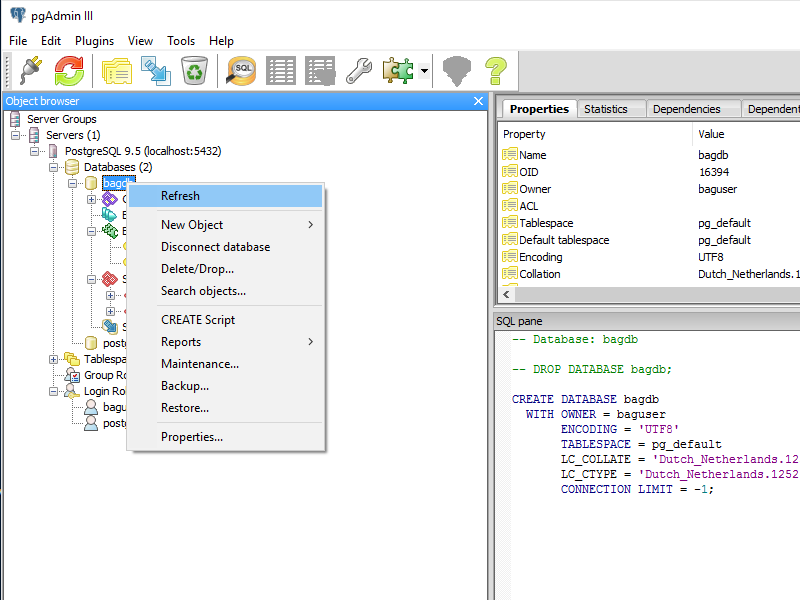 pgAdmin III
File Edit Plugins View Tools Help
SQL
Object browser
Server Groups
Servers (1)
PostgreSQL 9.5 (localhost:5432)
Databases (2)
bagdb
Tablespa
Group Ro
Login Ro
bagu
Refresh
New Object
Disconnect database
Delete/Drop...
Search objects...
CREATE Script
Reports
Maintenance...
Backup...
Restore...
Properties...
Properties Statistics Dependencies Dependent
Property Value
Name bagdb
OID 16394
Owner baguser
ACL
Tablespace pg_default
Default tablespace pg_default
Encoding UTF8
Collation Dutch_Netherlands.1
SQL pane
-- Database: bagdb
-- DROP DATABASE bagdb;
CREATE DATABASE bagdb
WITH OWNER = baguser
ENCODING = 'UTF8'
TABLESPACE = pg_default
LC_COLLATE = 'Dutch_Netherlands.12
LC_CTYPE = 'Dutch_Netherlands.1252
CONNECTION LIMIT = -1;